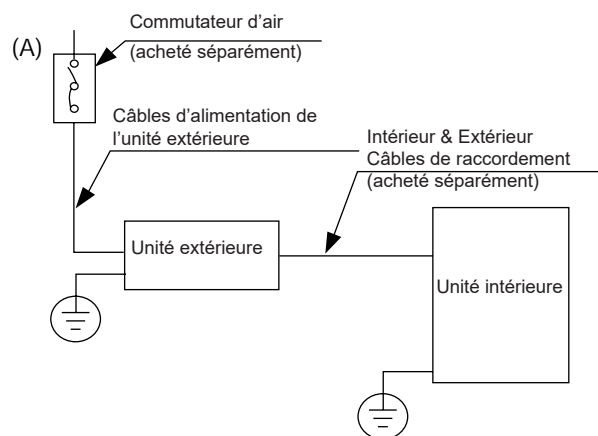 (A)
Commutateur d'air
(acheté séparément)
Câbles d'alimentation de
l'unité extérieure
Intérieur & Extérieur
Câbles de raccordement
(acheté séparément)
Unité extérieure
Unité intérieure